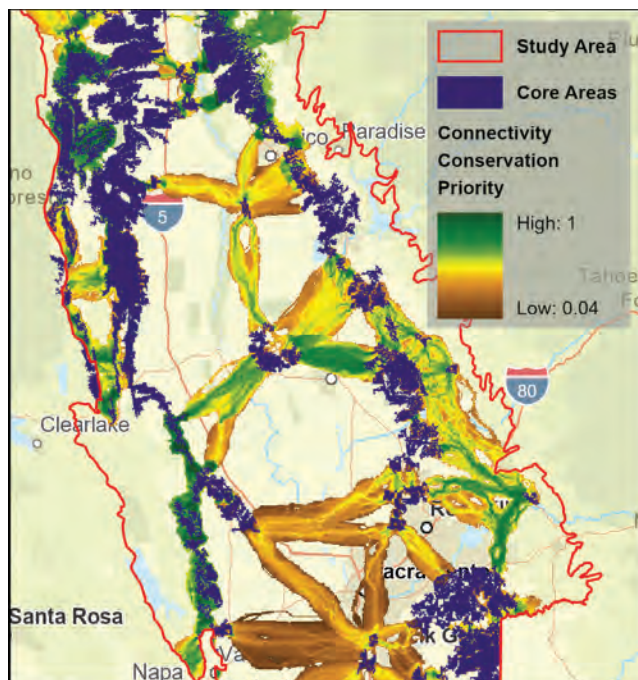 Study Area
Core Areas
Connectivity
Conservation
Priority
High: 1
Low: 0.04
Paradise
5
80
Clearlake
Santa Rosa
Napa